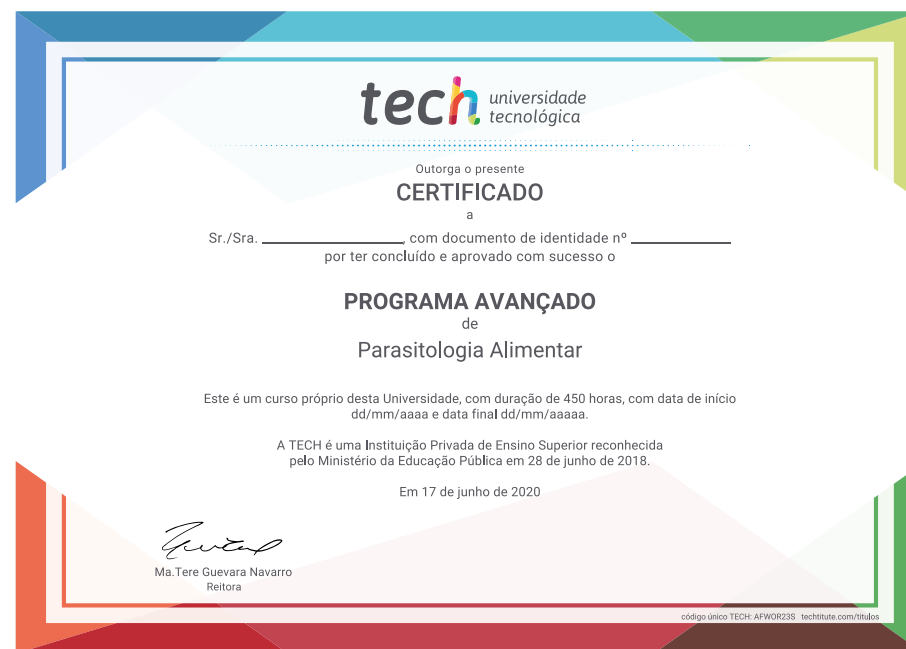 tech universidade
tecnológica
Outorga o presente
CERTIFICADO
a
Sr./Sra. ____________________, com documento de identidade nº ______________
por ter concluído e aprovado com sucesso o
PROGRAMA AVANÇADO
de
Parasitologia Alimentar
Este é um curso próprio desta Universidade, com duração de 450 horas, com data de início
dd/mm/aaaa e data final dd/mm/aaaaa.
A TECH é uma Instituição Privada de Ensino Superior reconhecida
pelo Ministério da Educação Pública em 28 de junho de 2018.
Em 17 de junho de 2020
Ma.Tere Guevara Navarro
Reitora
código único TECH: AFWOR23S techtitute.com/titulos